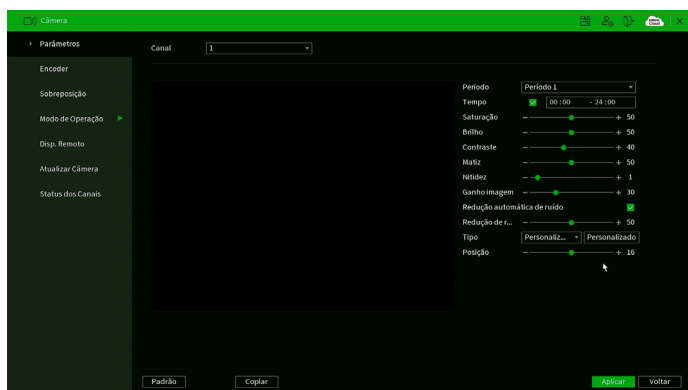 Câmera
Parâmetros
Encoder
Sobreposição
Modo de Operação
Disp. Remoto
Atualizar Câmera
Status dos Canais
Canal 1
Período Período 1
Tempo 00:00 - 24:00
Saturação - + 50
Brilho - + 50
Contraste - + 40
Matiz - + 50
Nitidez - + 1
Ganho imagem - + 30
Redução automática de ruído
Redução de r... - + 50
Tipo Personaliz... Personalizado
Posição - + 16
Padrão Copiar Aplicar Voltar